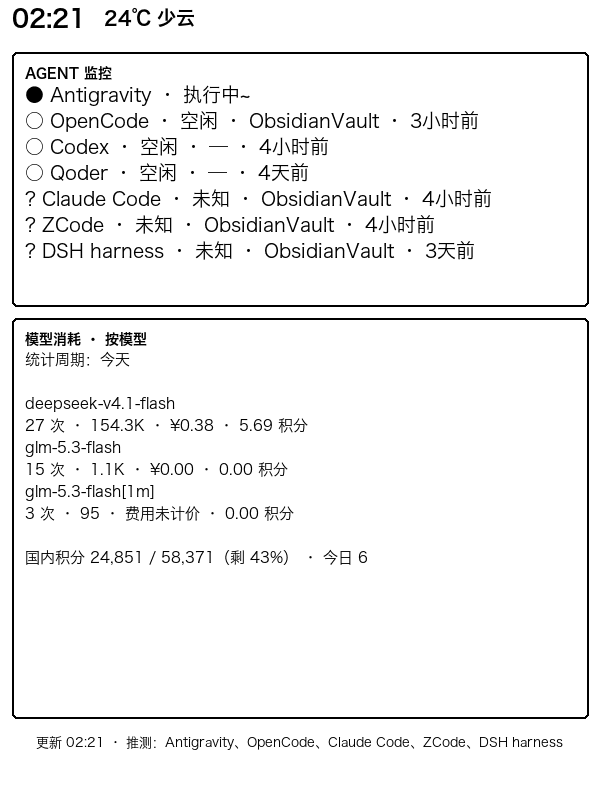 02:21 24℃ 少云
AGENT 监控
● Antigravity · 执行中~
○ OpenCode · 空闲 · ObsidianVault · 3小时前
○ Codex · 空闲 · — · 4小时前
○ Qoder · 空闲 · — · 4天前
? Claude Code · 未知 · ObsidianVault · 4小时前
? ZCode · 未知 · ObsidianVault · 4小时前
? DSH harness · 未知 · ObsidianVault · 3天前
模型消耗 · 按模型
统计周期：今天
deepseek-v4.1-flash
27 次 · 154.3K · ¥0.38 · 5.69 积分
glm-5.3-flash
15 次 · 1.1K · ¥0.00 · 0.00 积分
glm-5.3-flash[1m]
3 次 · 95 · 费用未计价 · 0.00 积分
国内积分 24,851 / 58,371（剩 43%） · 今日 6
更新 02:21 · 推测：Antigravity、OpenCode、Claude Code、ZCode、DSH harness